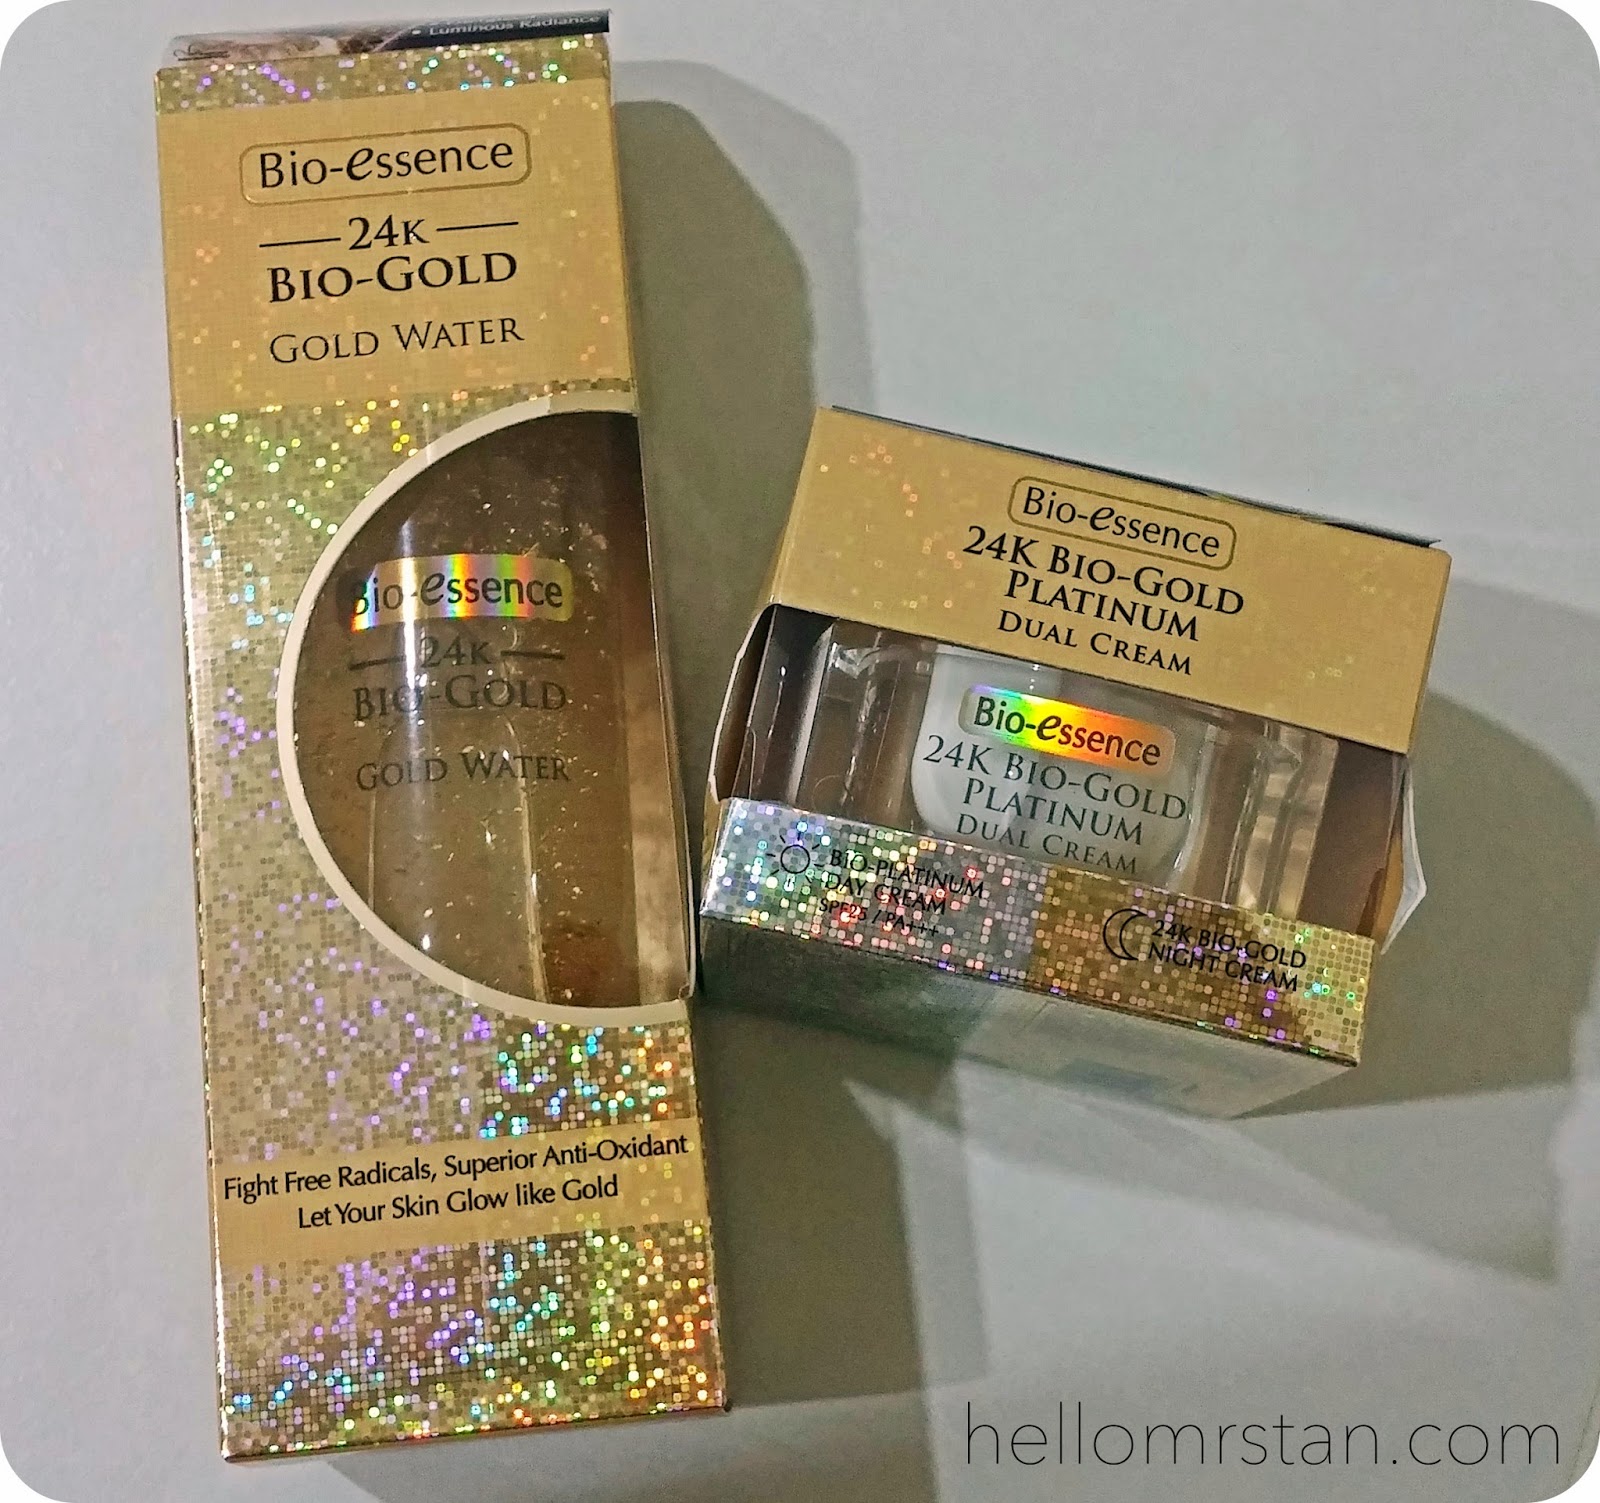 Luminous Radiance
Bio-essence
24K
BIO-GOLD
GOLD WATER
Bio-essence
24K
BIO-GOLD
GOLD WATER
Fight Free Radicals, Superior Anti-Oxidant
Let Your Skin Glow like Gold
Bio-essence
24K BIO-GOLD
PLATINUM
DUAL CREAM
Bio-essence
24K BIO-GOLD
PLATINUM
DUAL CREAM
BIO-PLATINUM
DAY CREAM
SPF25 / PA+++
24K BIO-GOLD
NIGHT CREAM
hellomrstan.com